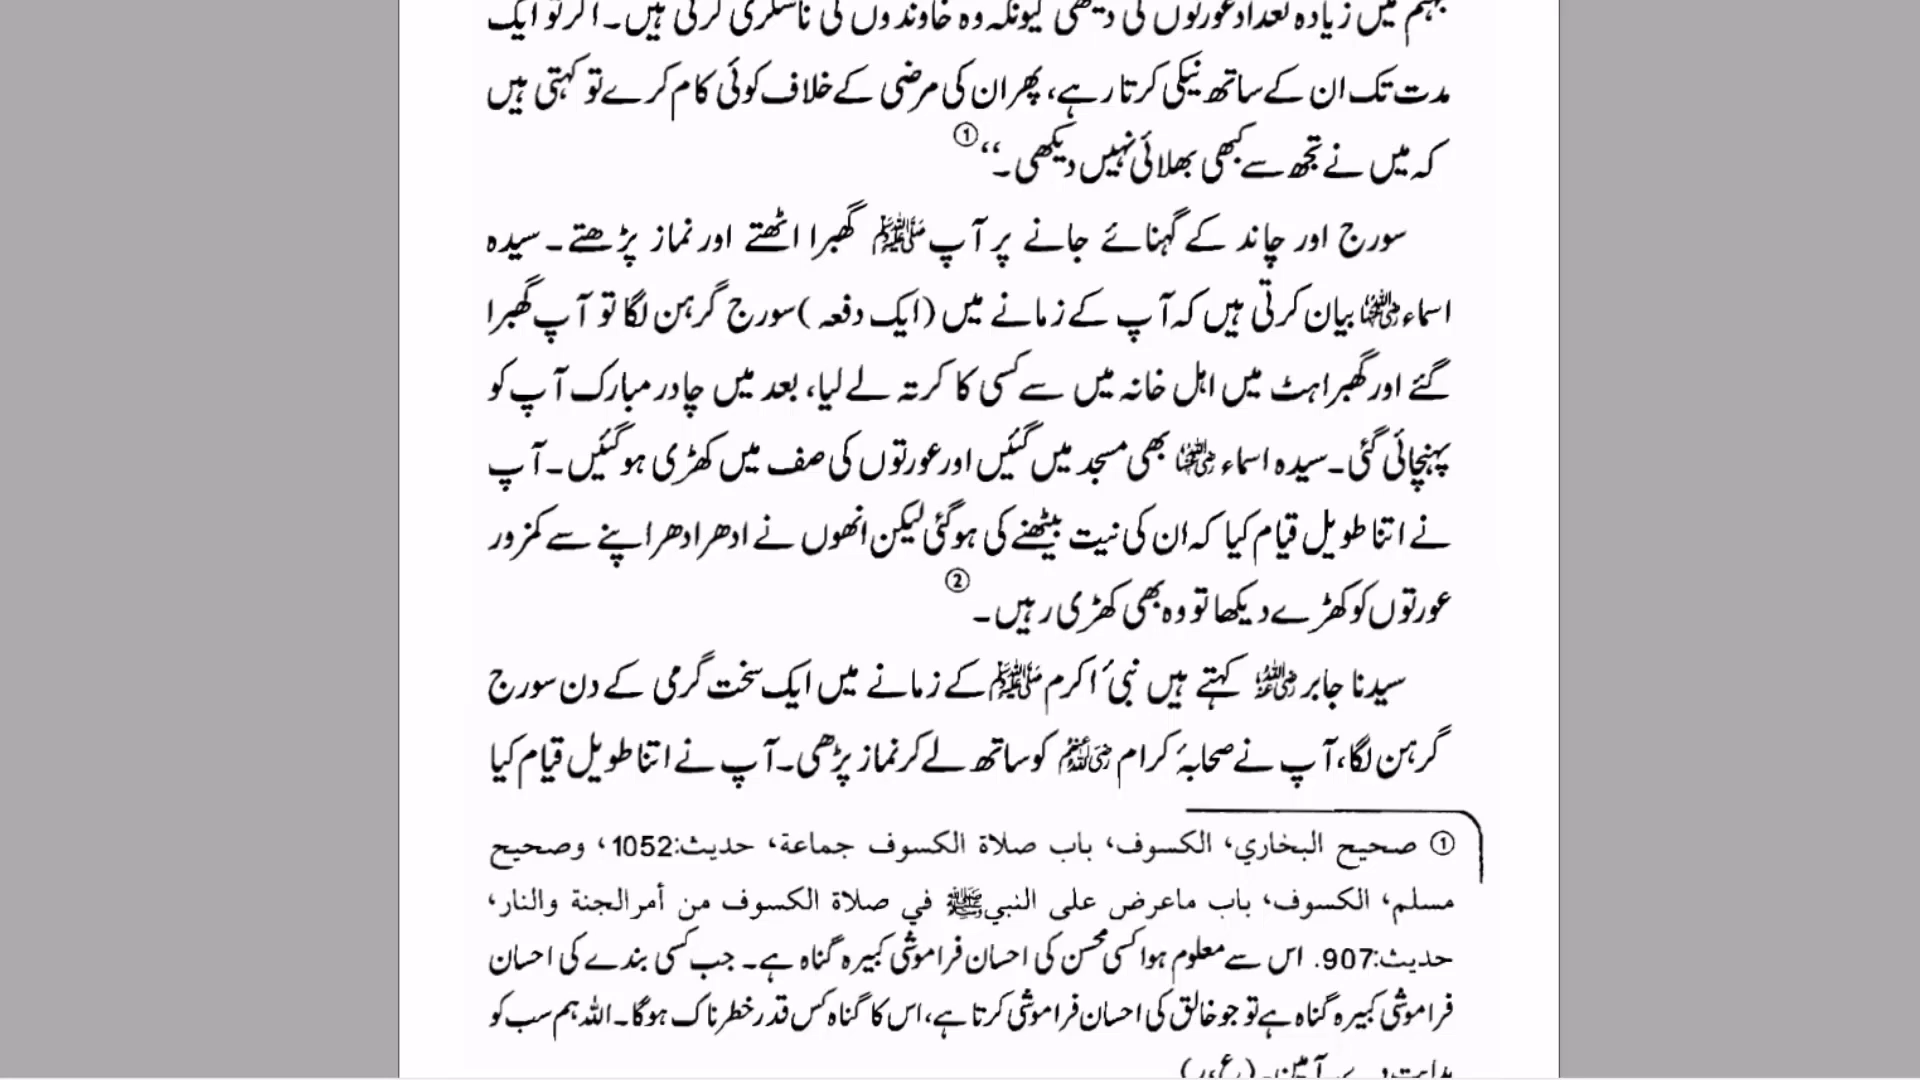 جہنم میں زیادہ تعداد عورتوں کی دیکھی کیونکہ وہ خاوندوں کی ناشکری کرتی ہیں۔ اگر تو ایک
مدت تک ان کے ساتھ نیکی کرتا رہے، پھر ان کی مرضی کے خلاف کوئی کام کرے تو کہتی ہیں
کہ میں نے تجھ سے کبھی بھلائی نہیں دیکھی۔‘‘ ①
سورج اور چاند کے گہنائے جانے پر آپ ﷺ گھبرا اٹھتے اور نماز پڑھتے۔ سیدہ
اسماء رضی اللہ عنہا بیان کرتی ہیں کہ آپ کے زمانے میں (ایک دفعہ) سورج گرہن لگا تو آپ گھبرا
گئے اور گھبراہٹ میں اہل خانہ میں سے کسی کا کرتہ لے لیا، بعد میں چادر مبارک آپ کو
پہنچائی گئی۔ سیدہ اسماء رضی اللہ عنہا بھی مسجد میں گئیں اور عورتوں کی صف میں کھڑی ہوگئیں۔ آپ
نے اتنا طویل قیام کیا کہ ان کی نیت بیٹھنے کی ہوگئی لیکن انھوں نے ادھر ادھر اپنے سے کمزور
عورتوں کو کھڑے دیکھا تو وہ بھی کھڑی رہیں۔ ②
سیدنا جابر رضی اللہ عنہ کہتے ہیں نبیٔ اکرم ﷺ کے زمانے میں ایک سخت گرمی کے دن سورج
گرہن لگا، آپ نے صحابۂ کرام رضی اللہ عنہم کو ساتھ لے کر نماز پڑھی۔ آپ نے اتنا طویل قیام کیا
① صحيح البخاري، الكسوف، باب صلاة الكسوف جماعة، حديث:1052، وصحيح
مسلم، الكسوف، باب ماعرض على النبي ﷺ في صلاة الكسوف من أمر الجنة والنار،
حديث:907. اس سے معلوم ہوا کسی محسن کی احسان فراموشی کبیرہ گناہ ہے۔ جب کسی بندے کی احسان
فراموشی کبیرہ گناہ ہے تو جو خالق کی احسان فراموشی کرتا ہے، اس کا گناہ کس قدر خطرناک ہوگا۔ اللہ ہم سب کو
ہدایت دے۔ آمین۔ (ع،ر)